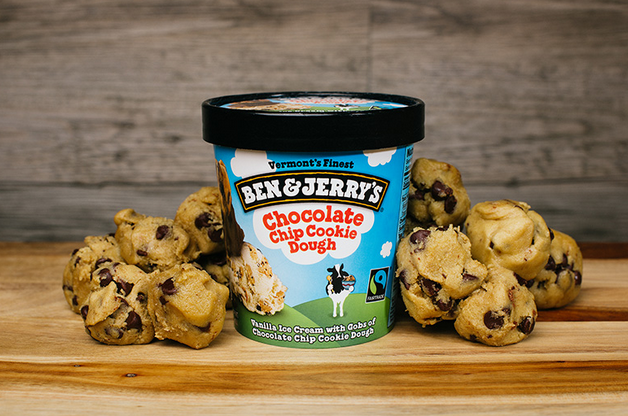 Vermont's Finest
BEN & JERRY'S
Chocolate
Chip Cookie
Dough
FAIRTRADE
Vanilla Ice Cream with Gobs of
Chocolate Chip Cookie Dough